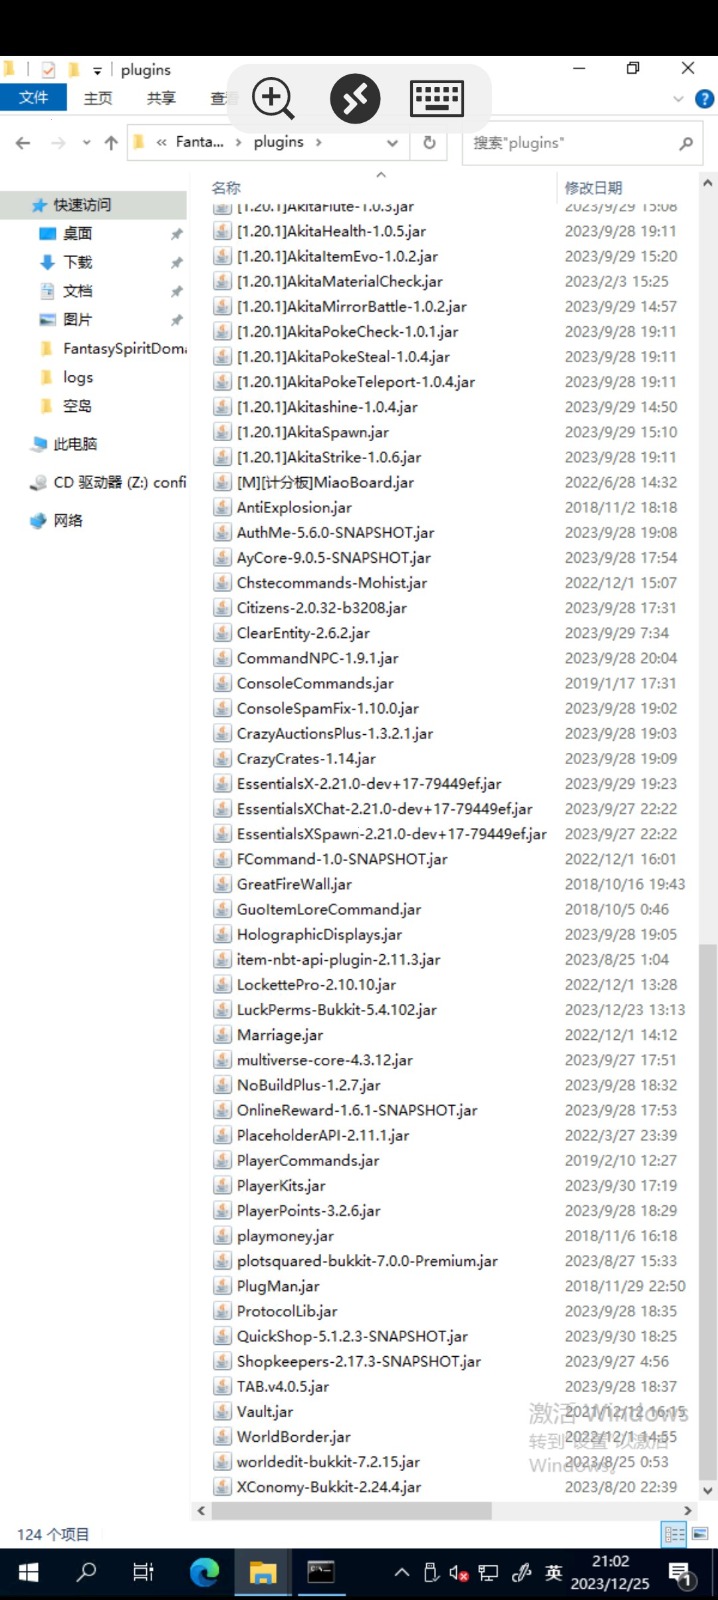 plugins
文件
主页
共享
查看
« Fanta... › plugins ›
搜索"plugins"
名称
修改日期
快速访问
桌面
下载
文档
图片
FantasySpiritDoma
logs
空岛
此电脑
CD 驱动器 (Z:) confi
网络
[1.20.1]AkitaFlute-1.0.3.jar 2023/9/29 15:08
[1.20.1]AkitaHealth-1.0.5.jar 2023/9/28 19:11
[1.20.1]AkitaItemEvo-1.0.2.jar 2023/9/29 15:20
[1.20.1]AkitaMaterialCheck.jar 2023/2/3 15:25
[1.20.1]AkitaMirrorBattle-1.0.2.jar 2023/9/29 14:57
[1.20.1]AkitaPokeCheck-1.0.1.jar 2023/9/28 19:11
[1.20.1]AkitaPokeSteal-1.0.4.jar 2023/9/28 19:11
[1.20.1]AkitaPokeTeleport-1.0.4.jar 2023/9/28 19:11
[1.20.1]Akitashine-1.0.4.jar 2023/9/29 14:50
[1.20.1]AkitaSpawn.jar 2023/9/29 15:10
[1.20.1]AkitaStrike-1.0.6.jar 2023/9/28 19:11
[M][计分板]MiaoBoard.jar 2022/6/28 14:32
AntiExplosion.jar 2018/11/2 18:18
AuthMe-5.6.0-SNAPSHOT.jar 2023/9/28 19:08
AyCore-9.0.5-SNAPSHOT.jar 2023/9/28 17:54
Chstecommands-Mohist.jar 2022/12/1 15:07
Citizens-2.0.32-b3208.jar 2023/9/28 17:31
ClearEntity-2.6.2.jar 2023/9/29 7:34
CommandNPC-1.9.1.jar 2023/9/28 20:04
ConsoleCommands.jar 2019/1/17 17:31
ConsoleSpamFix-1.10.0.jar 2023/9/28 19:02
CrazyAuctionsPlus-1.3.2.1.jar 2023/9/28 19:03
CrazyCrates-1.14.jar 2023/9/28 19:09
EssentialsX-2.21.0-dev+17-79449ef.jar 2023/9/29 19:23
EssentialsXChat-2.21.0-dev+17-79449ef.jar 2023/9/27 22:22
EssentialsXSpawn-2.21.0-dev+17-79449ef.jar 2023/9/27 22:22
FCommand-1.0-SNAPSHOT.jar 2022/12/1 16:01
GreatFireWall.jar 2018/10/16 19:43
GuoItemLoreCommand.jar 2018/10/5 0:46
HolographicDisplays.jar 2023/9/28 19:05
item-nbt-api-plugin-2.11.3.jar 2023/8/25 1:04
LockettePro-2.10.10.jar 2022/12/1 13:28
LuckPerms-Bukkit-5.4.102.jar 2023/12/23 13:13
Marriage.jar 2022/12/1 14:12
multiverse-core-4.3.12.jar 2023/9/27 17:51
NoBuildPlus-1.2.7.jar 2023/9/28 18:32
OnlineReward-1.6.1-SNAPSHOT.jar 2023/9/28 17:53
PlaceholderAPI-2.11.1.jar 2022/3/27 23:39
PlayerCommands.jar 2019/2/10 12:27
PlayerKits.jar 2023/9/30 17:19
PlayerPoints-3.2.6.jar 2023/9/28 18:29
playmoney.jar 2018/11/6 16:18
plotsquared-bukkit-7.0.0-Premium.jar 2023/8/27 15:33
PlugMan.jar 2018/11/29 22:50
ProtocolLib.jar 2023/9/28 18:35
QuickShop-5.1.2.3-SNAPSHOT.jar 2023/9/30 18:25
Shopkeepers-2.17.3-SNAPSHOT.jar 2023/9/27 4:56
TAB.v4.0.5.jar 2023/9/28 18:37
Vault.jar 2021/12/12 16:15
WorldBorder.jar 2022/12/1 14:55
worldedit-bukkit-7.2.15.jar 2023/8/25 0:53
XConomy-Bukkit-2.24.4.jar 2023/8/20 22:39
激活 Windows
转到"设置"以激活
Windows。
124 个项目
英
21:02
2023/12/25
1